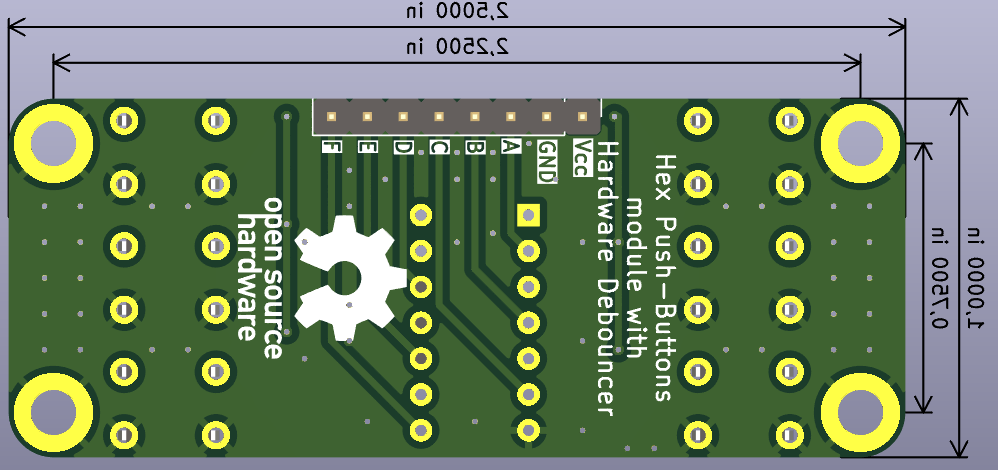 2,5000 in
2,2500 in
F E D C B A GND Vcc
Hex Push-Buttons
module with
Hardware Debouncer
open source
hardware
0,7500 in
1,0000 in